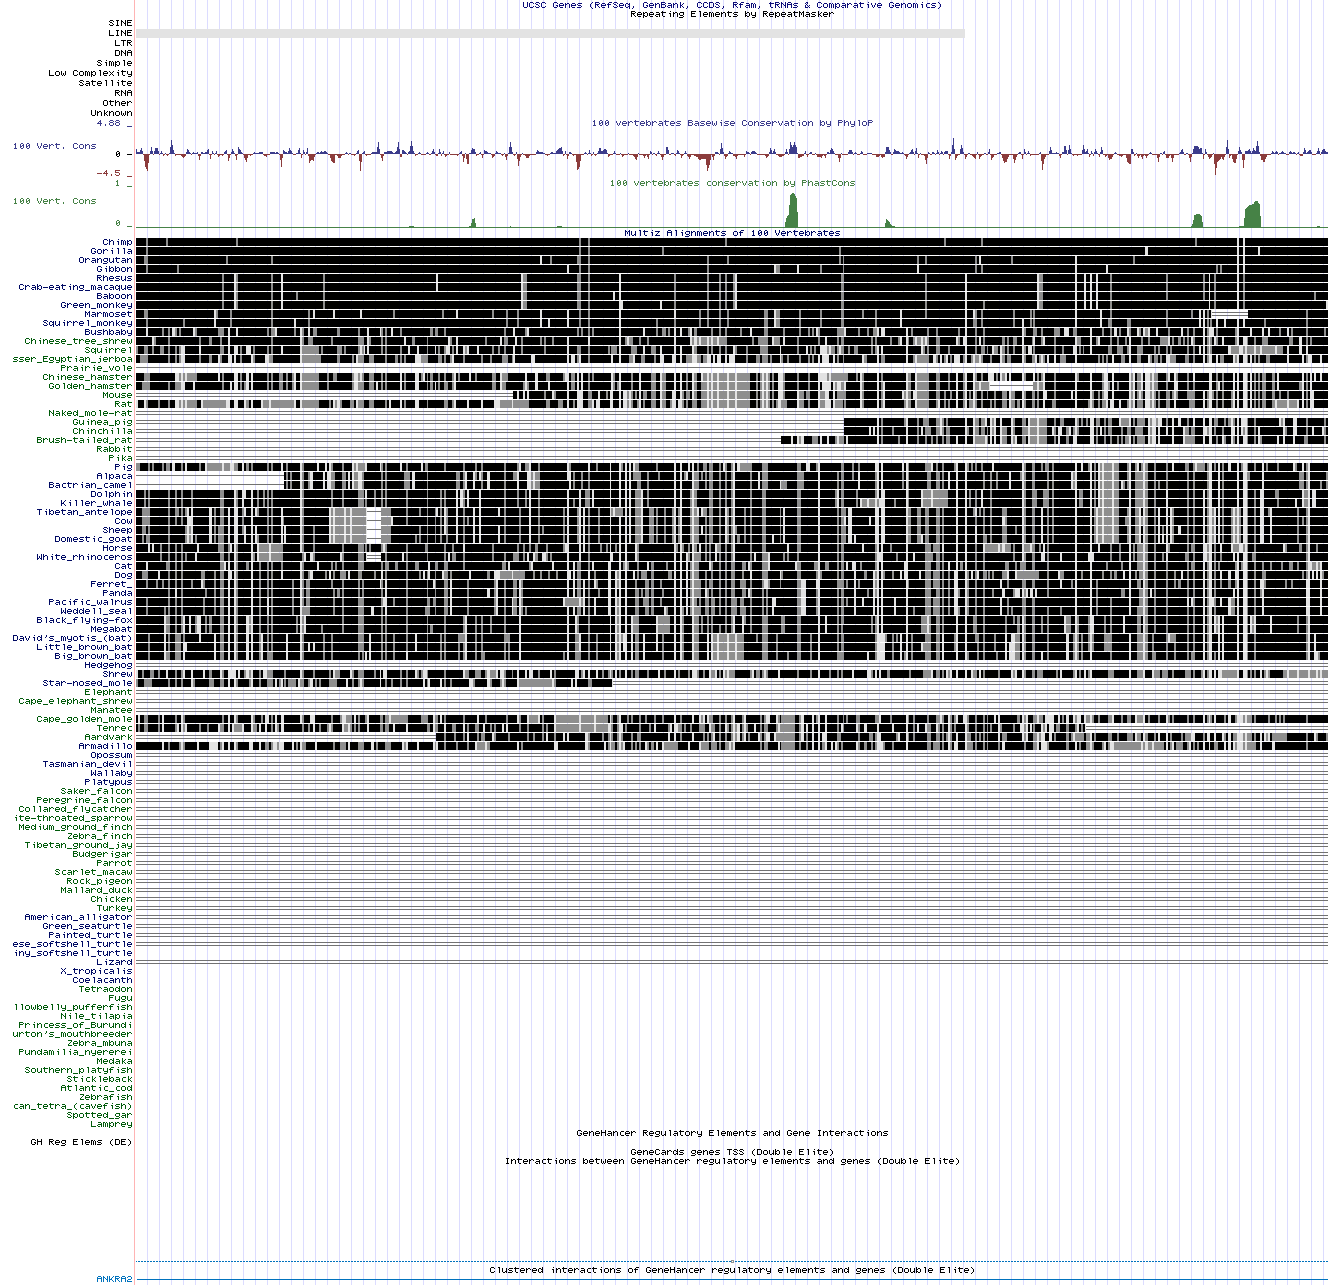 UCSC Genes (RefSeq, GenBank, CCDS, Rfam, tRNAs & Comparative Genomics)
Repeating Elements by RepeatMasker
SINE
LINE
LTR
DNA
Simple
Low Complexity
Satellite
RNA
Other
Unknown
4.88 _
100 vertebrates Basewise Conservation by PhyloP
100 Vert. Cons
0 _
-4.5 _
1 _
100 vertebrates conservation by PhastCons
100 Vert. Cons
0 _
Multiz Alignments of 100 Vertebrates
Chimp
Gorilla
Orangutan
Gibbon
Rhesus
Crab-eating_macaque
Baboon
Green_monkey
Marmoset
Squirrel_monkey
Bushbaby
Chinese_tree_shrew
Squirrel
sser_Egyptian_jerboa
Prairie_vole
Chinese_hamster
Golden_hamster
Mouse
Rat
Naked_mole-rat
Guinea_pig
Chinchilla
Brush-tailed_rat
Rabbit
Pika
Pig
Alpaca
Bactrian_camel
Dolphin
Killer_whale
Tibetan_antelope
Cow
Sheep
Domestic_goat
Horse
White_rhinoceros
Cat
Dog
Ferret_
Panda
Pacific_walrus
Weddell_seal
Black_flying-fox
Megabat
David's_myotis_(bat)
Little_brown_bat
Big_brown_bat
Hedgehog
Shrew
Star-nosed_mole
Elephant
Cape_elephant_shrew
Manatee
Cape_golden_mole
Tenrec
Aardvark
Armadillo
Opossum
Tasmanian_devil
Wallaby
Platypus
Saker_falcon
Peregrine_falcon
Collared_flycatcher
ite-throated_sparrow
Medium_ground_finch
Zebra_finch
Tibetan_ground_jay
Budgerigar
Parrot
Scarlet_macaw
Rock_pigeon
Mallard_duck
Chicken
Turkey
American_alligator
Green_seaturtle
Painted_turtle
ese_softshell_turtle
iny_softshell_turtle
Lizard
X_tropicalis
Coelacanth
Tetraodon
Fugu
llowbelly_pufferfish
Nile_tilapia
Princess_of_Burundi
urton's_mouthbreeder
Zebra_mbuna
Pundamilia_nyererei
Medaka
Southern_platyfish
Stickleback
Atlantic_cod
Zebrafish
can_tetra_(cavefish)
Spotted_gar
Lamprey
GeneHancer Regulatory Elements and Gene Interactions
GH Reg Elems (DE)
GeneCards genes TSS (Double Elite)
Interactions between GeneHancer regulatory elements and genes (Double Elite)
Clustered interactions of GeneHancer regulatory elements and genes (Double Elite)
ANKRA2